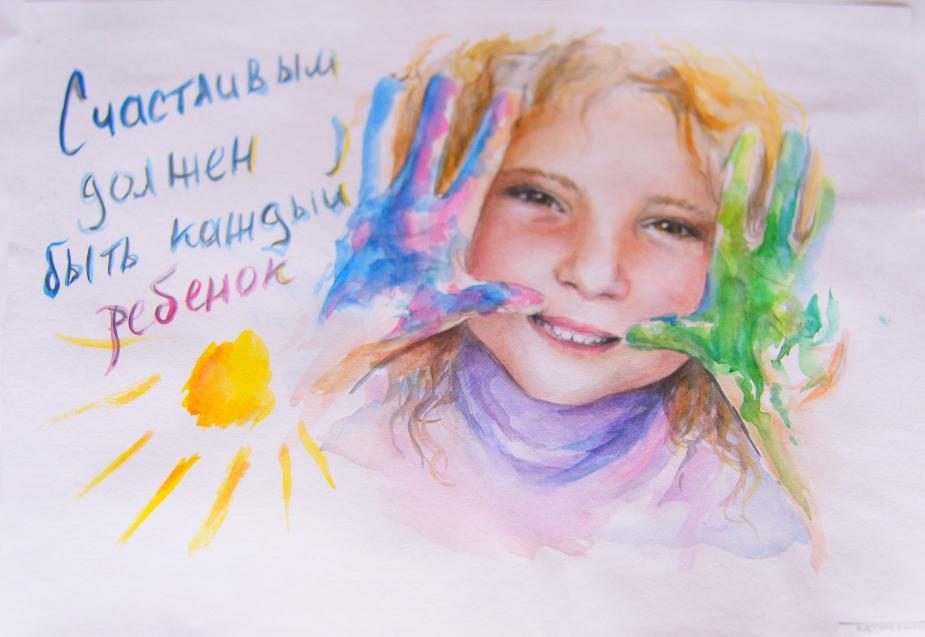 Счастливым
должен
быть каждый
ребенок